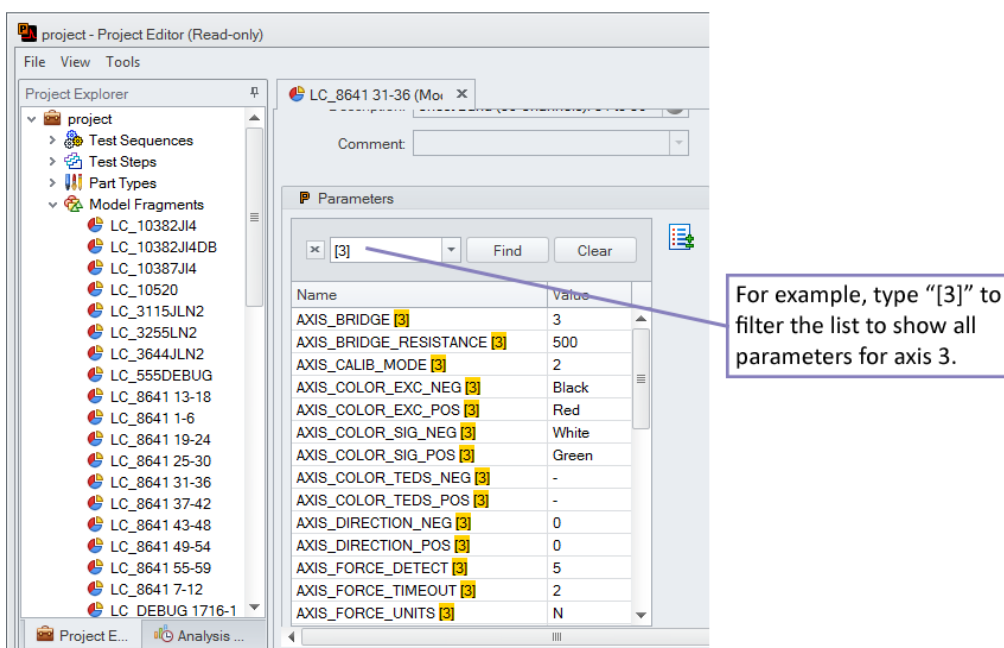 project - Project Editor (Read-only)
File View Tools
Project Explorer
project
Test Sequences
Test Steps
Part Types
Model Fragments
LC_10382JI4
LC_10382JI4DB
LC_10387JI4
LC_10520
LC_3115JLN2
LC_3255LN2
LC_3644JLN2
LC_555DEBUG
LC_8641 13-18
LC_8641 1-6
LC_8641 19-24
LC_8641 25-30
LC_8641 31-36
LC_8641 37-42
LC_8641 43-48
LC_8641 49-54
LC_8641 55-59
LC_8641 7-12
LC_DEBUG 1716-1
Project E... Analysis ...
LC_8641 31-36 (Mo
Comment:
Parameters
[3] Find Clear
Name Value
AXIS_BRIDGE [3] 3
AXIS_BRIDGE_RESISTANCE [3] 500
AXIS_CALIB_MODE [3] 2
AXIS_COLOR_EXC_NEG [3] Black
AXIS_COLOR_EXC_POS [3] Red
AXIS_COLOR_SIG_NEG [3] White
AXIS_COLOR_SIG_POS [3] Green
AXIS_COLOR_TEDS_NEG [3] -
AXIS_COLOR_TEDS_POS [3] -
AXIS_DIRECTION_NEG [3] 0
AXIS_DIRECTION_POS [3] 0
AXIS_FORCE_DETECT [3] 5
AXIS_FORCE_TIMEOUT [3] 2
AXIS_FORCE_UNITS [3] N
For example, type “[3]” to
filter the list to show all
parameters for axis 3.